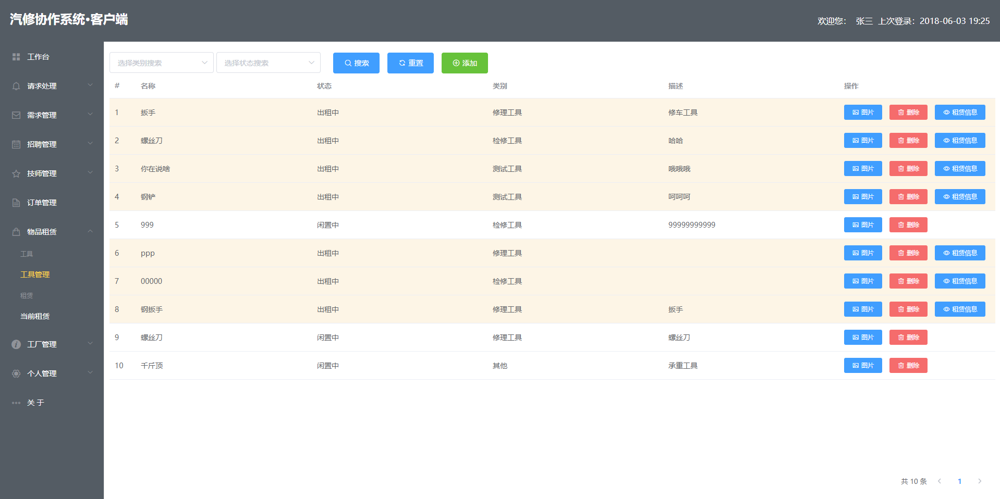 汽修协作系统•客户端
欢迎您： 张三 上次登录：2018-06-03 19:25
工作台
请求处理
需求管理
招聘管理
技师管理
订单管理
物品租赁
工具
工具管理
租赁
当前租赁
工厂管理
个人管理
关 于
选择类别搜索 选择状态搜索 搜索 重置 添加
# 名称 状态 类别 描述 操作
1 扳手 出租中 修理工具 修车工具 图片 删除 租赁信息
2 螺丝刀 出租中 检修工具 哈哈 图片 删除 租赁信息
3 你在说啥 出租中 测试工具 哦哦哦 图片 删除 租赁信息
4 钢铲 出租中 测试工具 呵呵呵 图片 删除 租赁信息
5 999 闲置中 检修工具 99999999999 图片 删除
6 ppp 出租中 修理工具 图片 删除 租赁信息
7 00000 出租中 检修工具 图片 删除 租赁信息
8 钢扳手 出租中 修理工具 扳手 图片 删除 租赁信息
9 螺丝刀 闲置中 修理工具 螺丝刀 图片 删除
10 千斤顶 闲置中 其他 承重工具 图片 删除
共 10 条 1